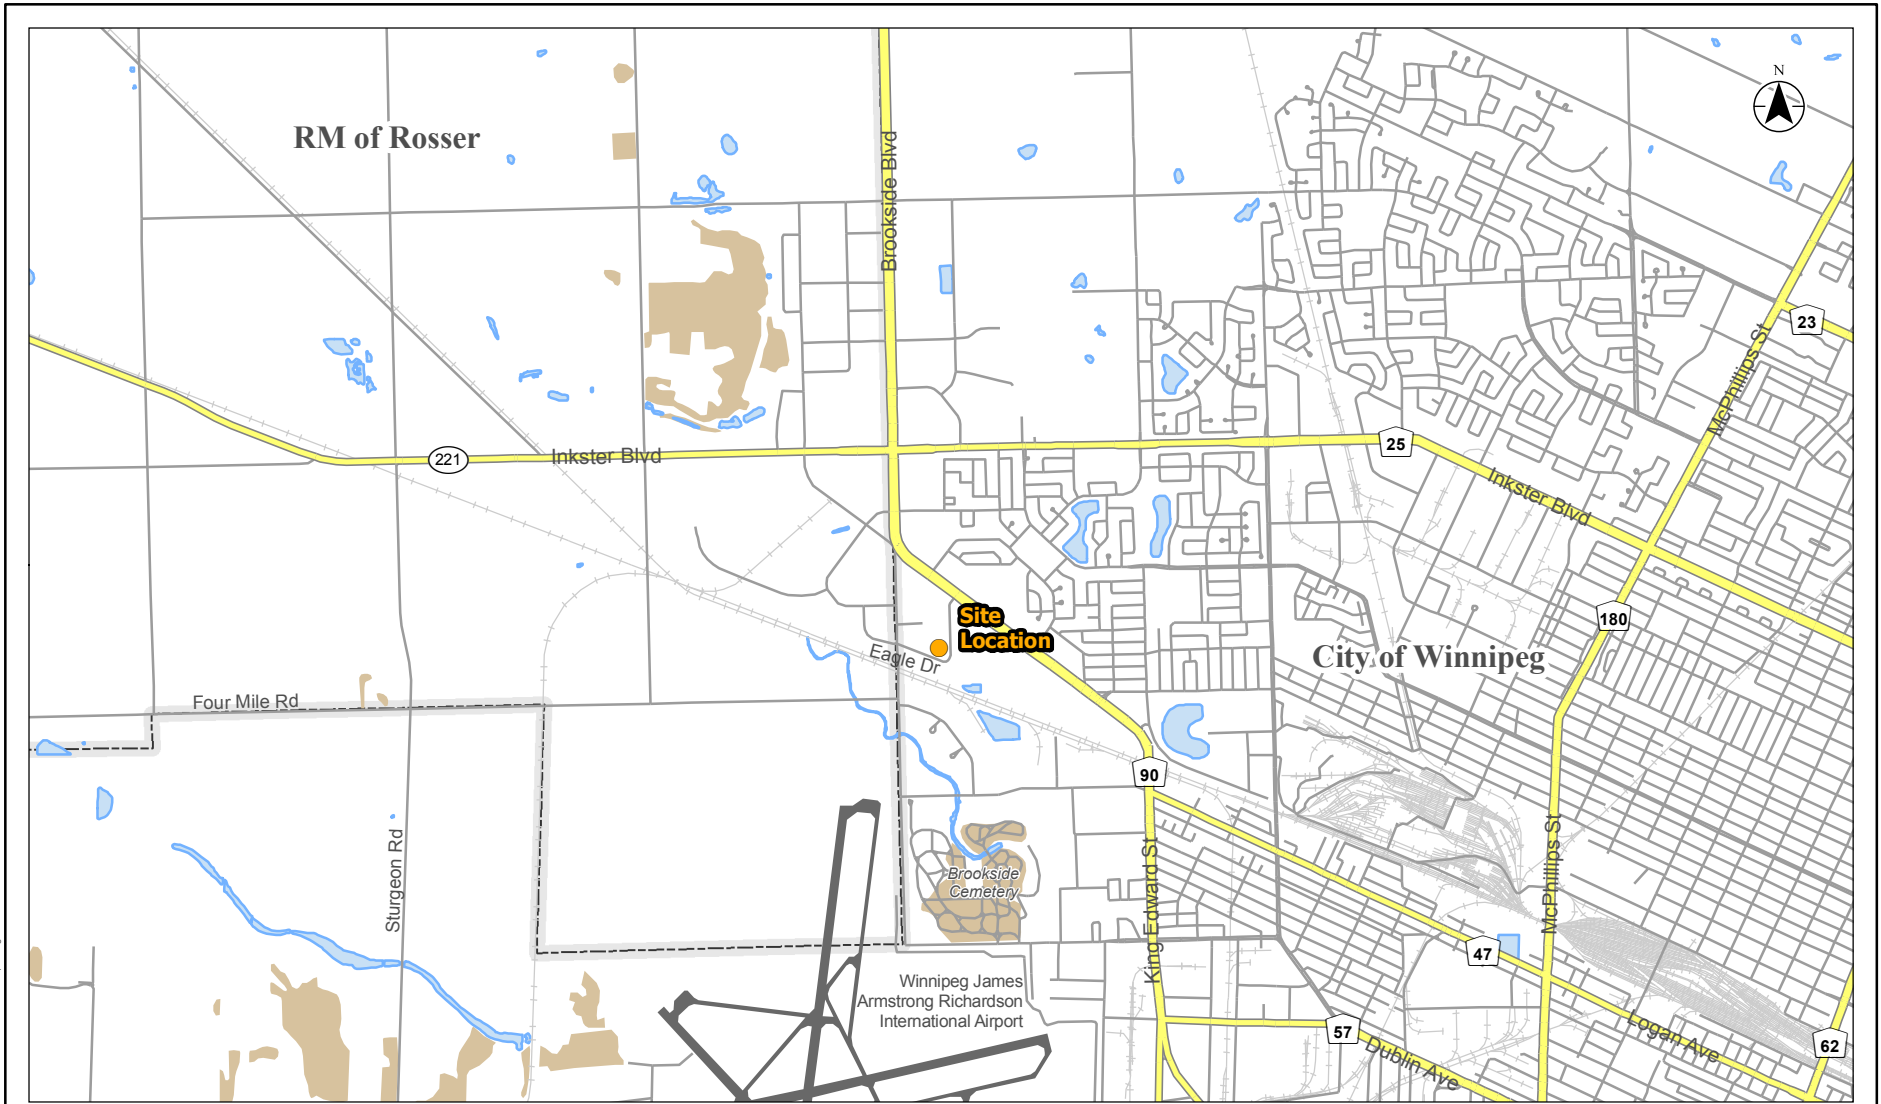 N
RM of Rosser
Brookside Blvd
23
McPhillips St
25
221
Inkster Blvd
Inkster Blvd
Site
Location
180
Eagle Dr
City of Winnipeg
Four Mile Rd
90
Sturgeon Rd
King Edward St
McPhillips St
Brookside
Cemetery
47
Winnipeg James
Armstrong Richardson
International Airport
57
Dublin Ave
Logan Ave
62